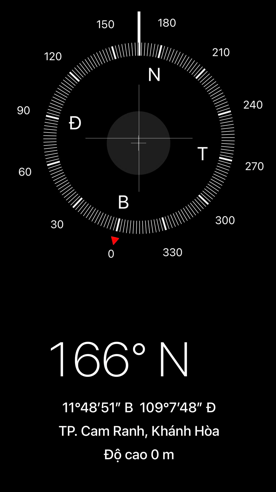 150
180
120
210
N
90
Đ
240
T
60
270
B
30
300
0
330
166° N
11°48′51″ B 109°7′48″ Đ
TP. Cam Ranh, Khánh Hòa
Độ cao 0 m